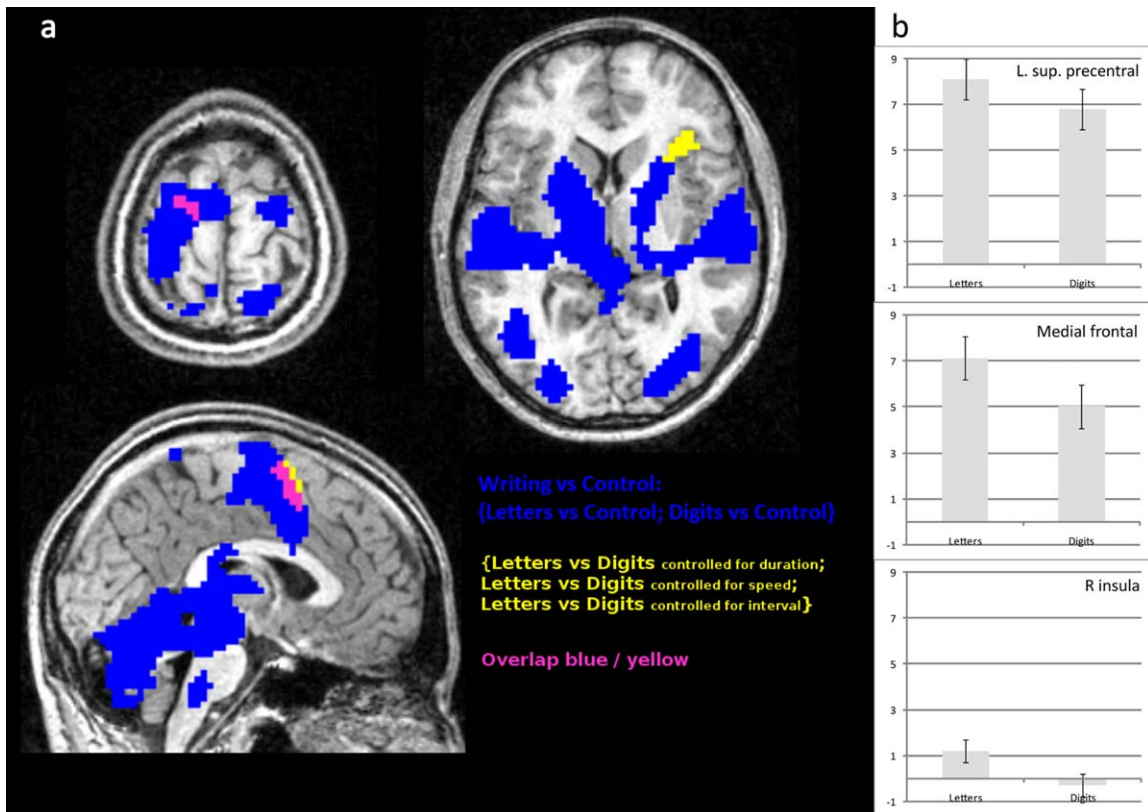 a
Writing vs Control:
{Letters vs Control; Digits vs Control}
{Letters vs Digits controlled for duration;
Letters vs Digits controlled for speed;
Letters vs Digits controlled for interval}
Overlap blue / yellow
b
L. sup. precentral
9
7
5
3
1
-1
Letters Digits
Medial frontal
9
7
5
3
1
-1
Letters Digits
R insula
9
7
5
3
1
-1
Letters Digits